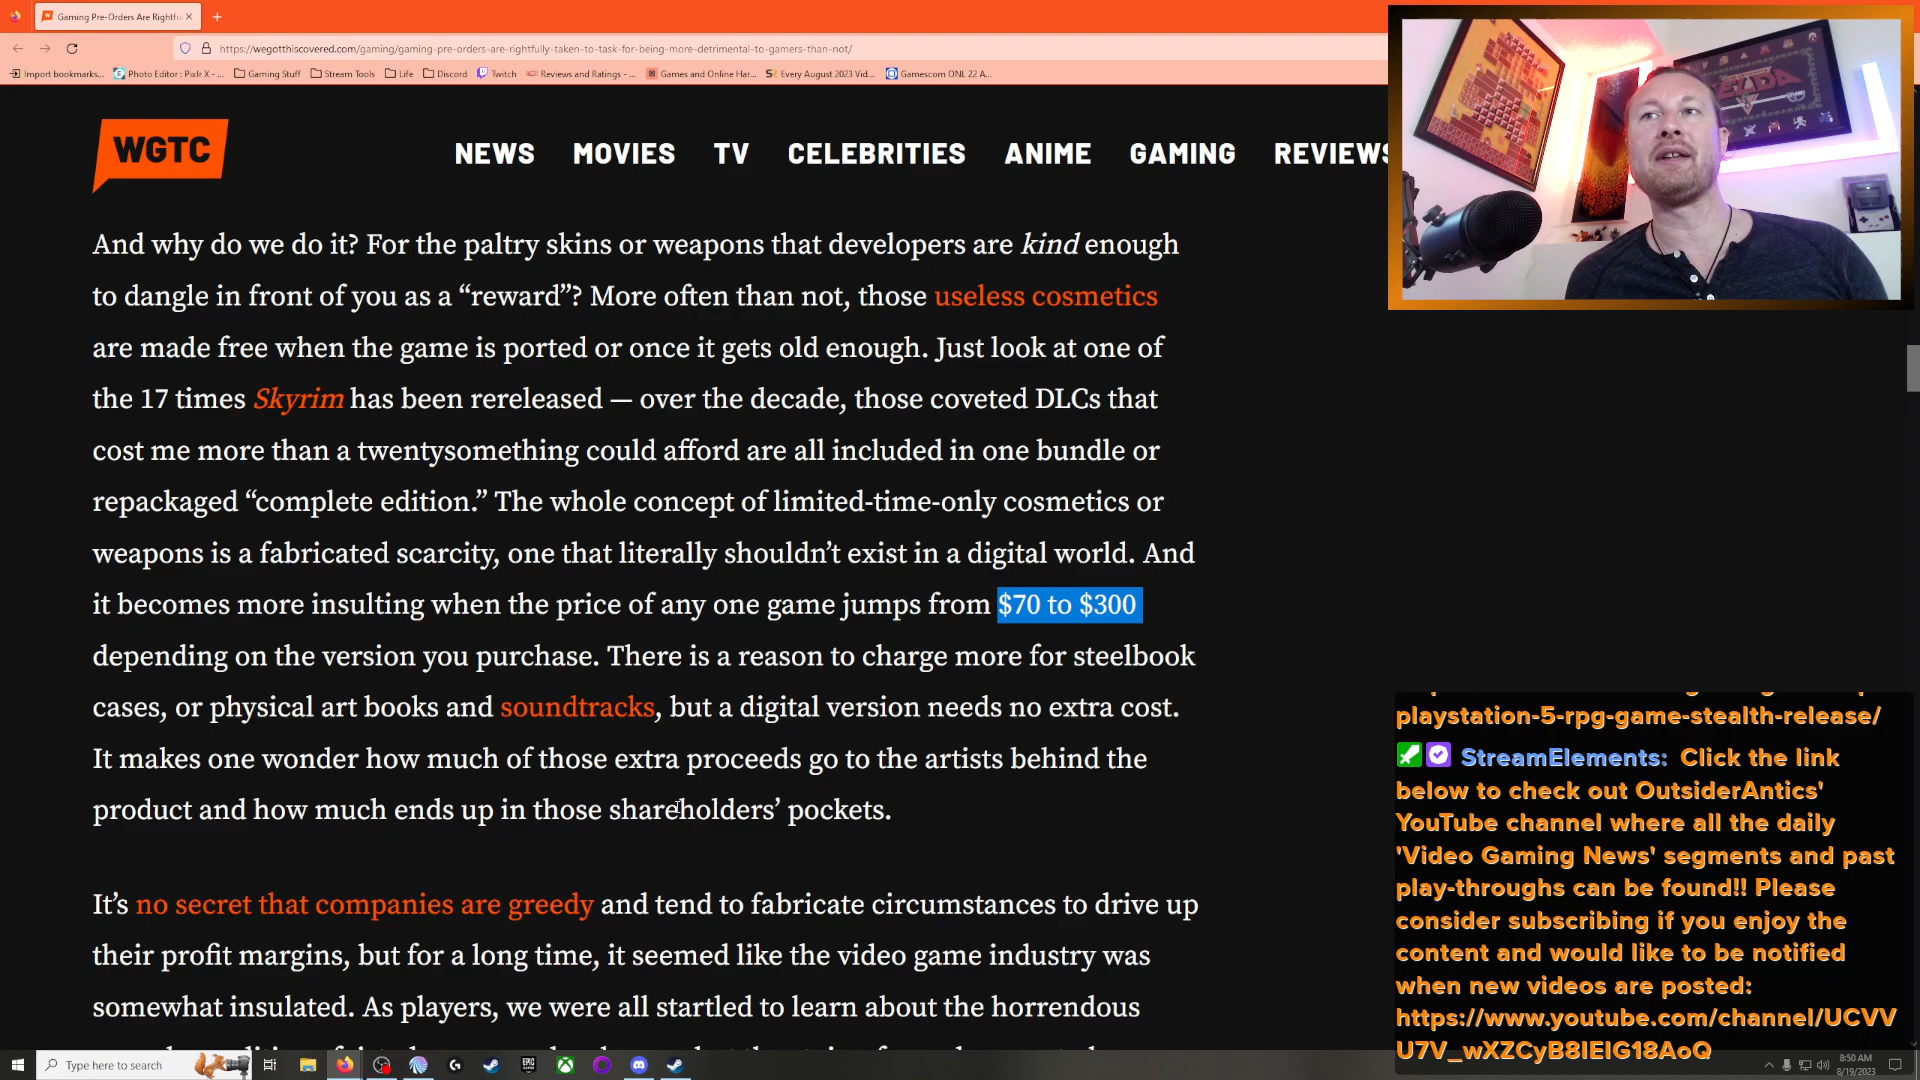 Gaming Pre-Orders Are Rightfu
https://wegotthiscovered.com/gaming/gaming-pre-orders-are-rightfully-taken-to-task-for-being-more-detrimental-to-gamers-than-not/
Import bookmarks... Photo Editor : Pixlr X - ... Gaming Stuff Stream Tools Life Discord Twitch Reviews and Ratings - ... Games and Online Har... Every August 2023 Vid... Gamescom ONL 22 A...
WGTC NEWS MOVIES TV CELEBRITIES ANIME GAMING REVIEWS
ZELDA
And why do we do it? For the paltry skins or weapons that developers are kind enough
to dangle in front of you as a “reward”? More often than not, those useless cosmetics
are made free when the game is ported or once it gets old enough. Just look at one of
the 17 times Skyrim has been rereleased — over the decade, those coveted DLCs that
cost me more than a twentysomething could afford are all included in one bundle or
repackaged “complete edition.” The whole concept of limited-time-only cosmetics or
weapons is a fabricated scarcity, one that literally shouldn’t exist in a digital world. And
it becomes more insulting when the price of any one game jumps from $70 to $300
depending on the version you purchase. There is a reason to charge more for steelbook
cases, or physical art books and soundtracks, but a digital version needs no extra cost.
It makes one wonder how much of those extra proceeds go to the artists behind the
product and how much ends up in those shareholders’ pockets.
It’s no secret that companies are greedy and tend to fabricate circumstances to drive up
their profit margins, but for a long time, it seemed like the video game industry was
somewhat insulated. As players, we were all startled to learn about the horrendous
playstation-5-rpg-game-stealth-release/
StreamElements: Click the link
below to check out OutsiderAntics'
YouTube channel where all the daily
'Video Gaming News' segments and past
play-throughs can be found!! Please
consider subscribing if you enjoy the
content and would like to be notified
when new videos are posted:
https://www.youtube.com/channel/UCVV
U7V_wXZCyB8IEIG18AoQ
Type here to search
8:50 AM
8/19/2023